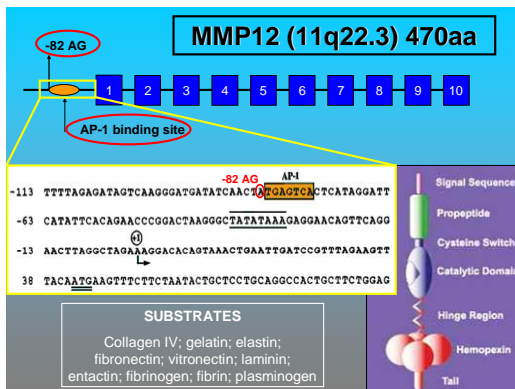 MMP12 (11q22.3) 470aa
-82 AG
1 2 3 4 5 6 7 8 9 10
AP-1 binding site
-82 AG
AP-1
-113 TTTTAGAGATAGTCAAGGGATGATATCAACTATGAGTCACTCATAGGATT
-63 CATATTCACAGAACCCGGACTAAGGGCTATATAAAGAGGAACAGTTCAGG
+1
-13 AACTTAGGCTAGAAAGGACACAGTAAACTGAATTGATCCGTTTAGAAGTT
38 TACAATGAAGTTTCTTCTAATACTGCTCCTGCAGGCCACTGCTTCTGGAG
Signal Sequence
Propeptide
Cysteine Switch
Catalytic Domain
Hinge Region
Hemopexin
Tail
SUBSTRATES
Collagen IV; gelatin; elastin;
fibronectin; vitronectin; laminin;
entactin; fibrinogen; fibrin; plasminogen